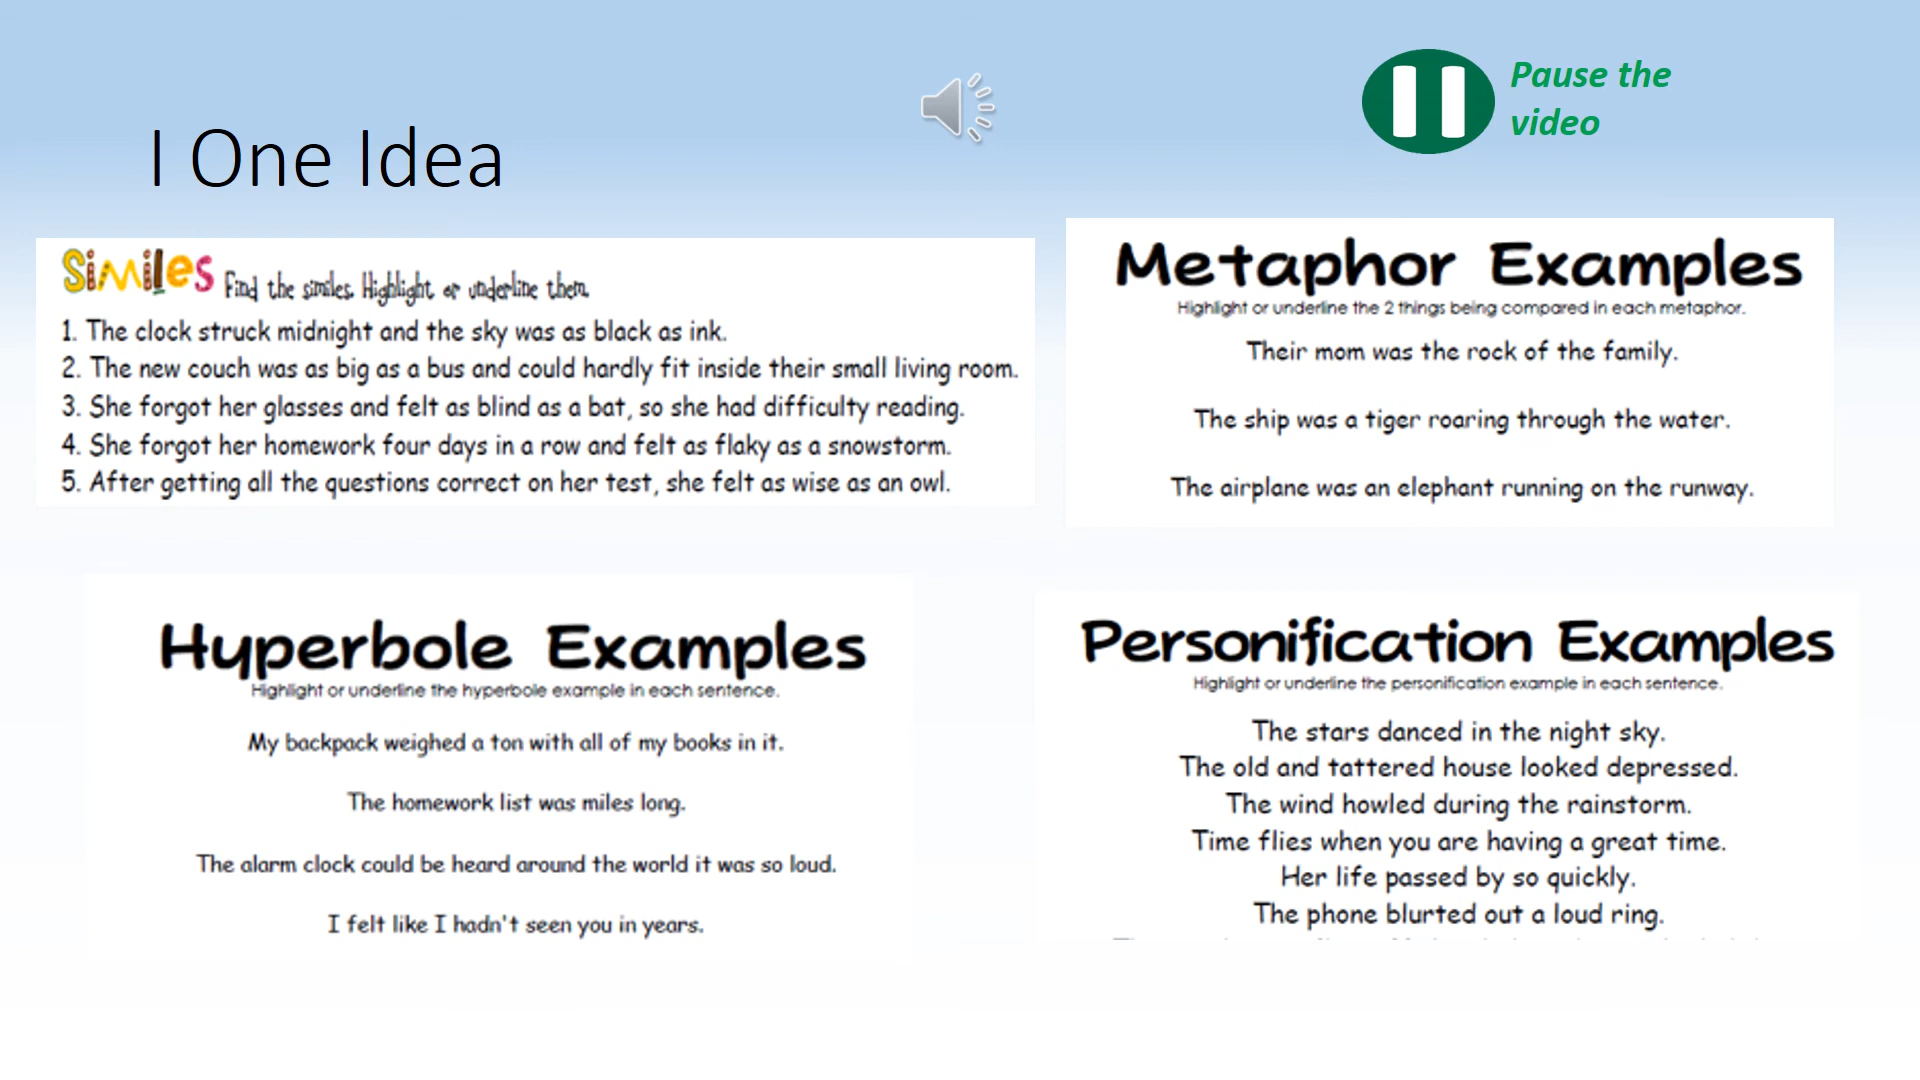 Pause the
video
I One Idea
Similes Find the similes. Highlight or underline them.
1. The clock struck midnight and the sky was as black as ink.
2. The new couch was as big as a bus and could hardly fit inside their small living room.
3. She forgot her glasses and felt as blind as a bat, so she had difficulty reading.
4. She forgot her homework four days in a row and felt as flaky as a snowstorm.
5. After getting all the questions correct on her test, she felt as wise as an owl.
Metaphor Examples
Highlight or underline the 2 things being compared in each metaphor.
Their mom was the rock of the family.
The ship was a tiger roaring through the water.
The airplane was an elephant running on the runway.
Hyperbole Examples
Highlight or underline the hyperbole example in each sentence.
My backpack weighed a ton with all of my books in it.
The homework list was miles long.
The alarm clock could be heard around the world it was so loud.
I felt like I hadn't seen you in years.
Personification Examples
Highlight or underline the personification example in each sentence.
The stars danced in the night sky.
The old and tattered house looked depressed.
The wind howled during the rainstorm.
Time flies when you are having a great time.
Her life passed by so quickly.
The phone blurted out a loud ring.